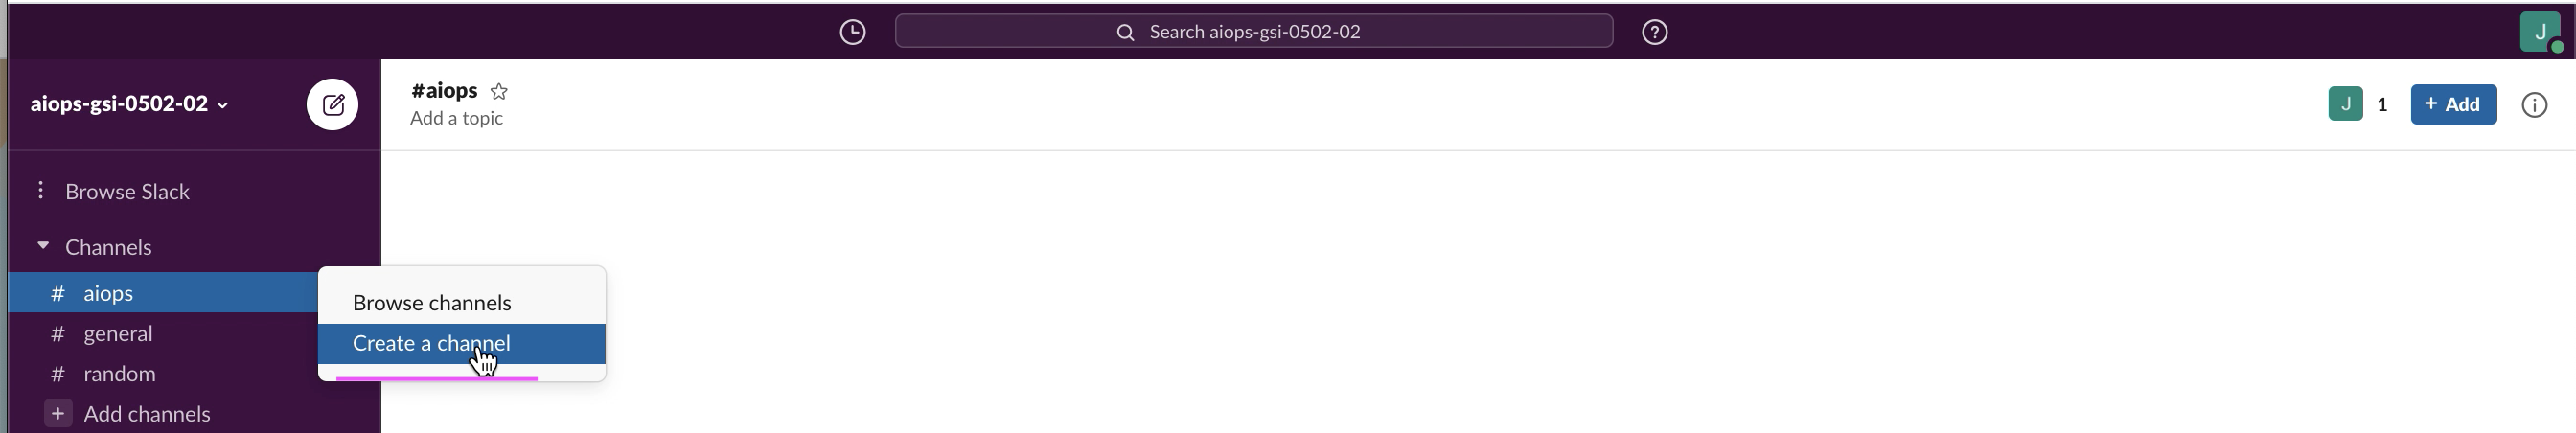 Search aiops-gsi-0502-02
J
aiops-gsi-0502-02
#aiops
Add a topic
J 1 + Add
Browse Slack
Channels
# aiops
# general
# random
+ Add channels
Browse channels
Create a channel